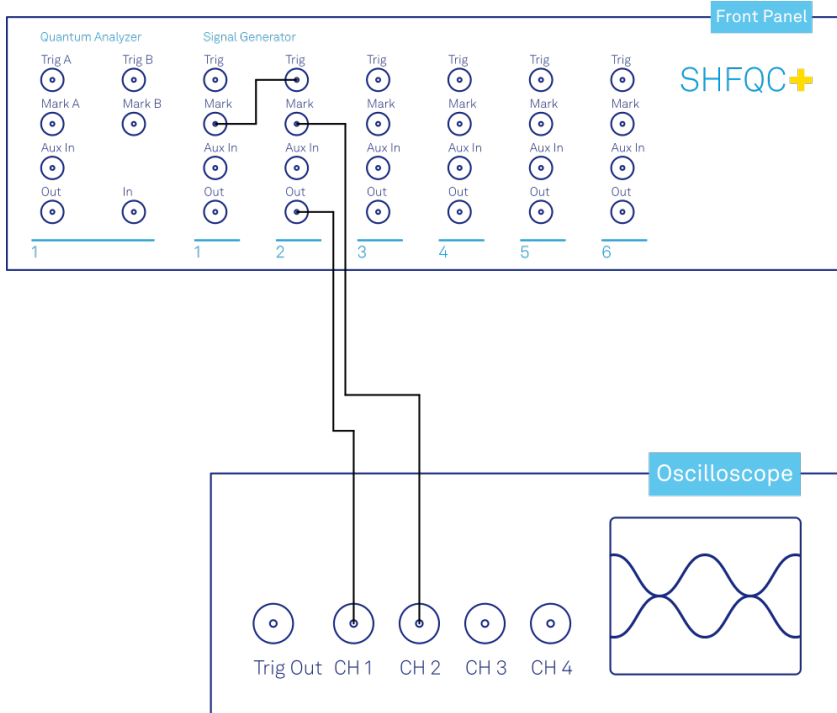 Front Panel
Quantum Analyzer Signal Generator
Trig A Trig B Trig Trig Trig Trig Trig Trig
SHFQC+
Mark A Mark B Mark Mark Mark Mark Mark Mark
Aux In Aux In Aux In Aux In Aux In Aux In Aux In
Out In Out Out Out Out Out Out
1 1 2 3 4 5 6
Oscilloscope
Trig Out CH 1 CH 2 CH 3 CH 4